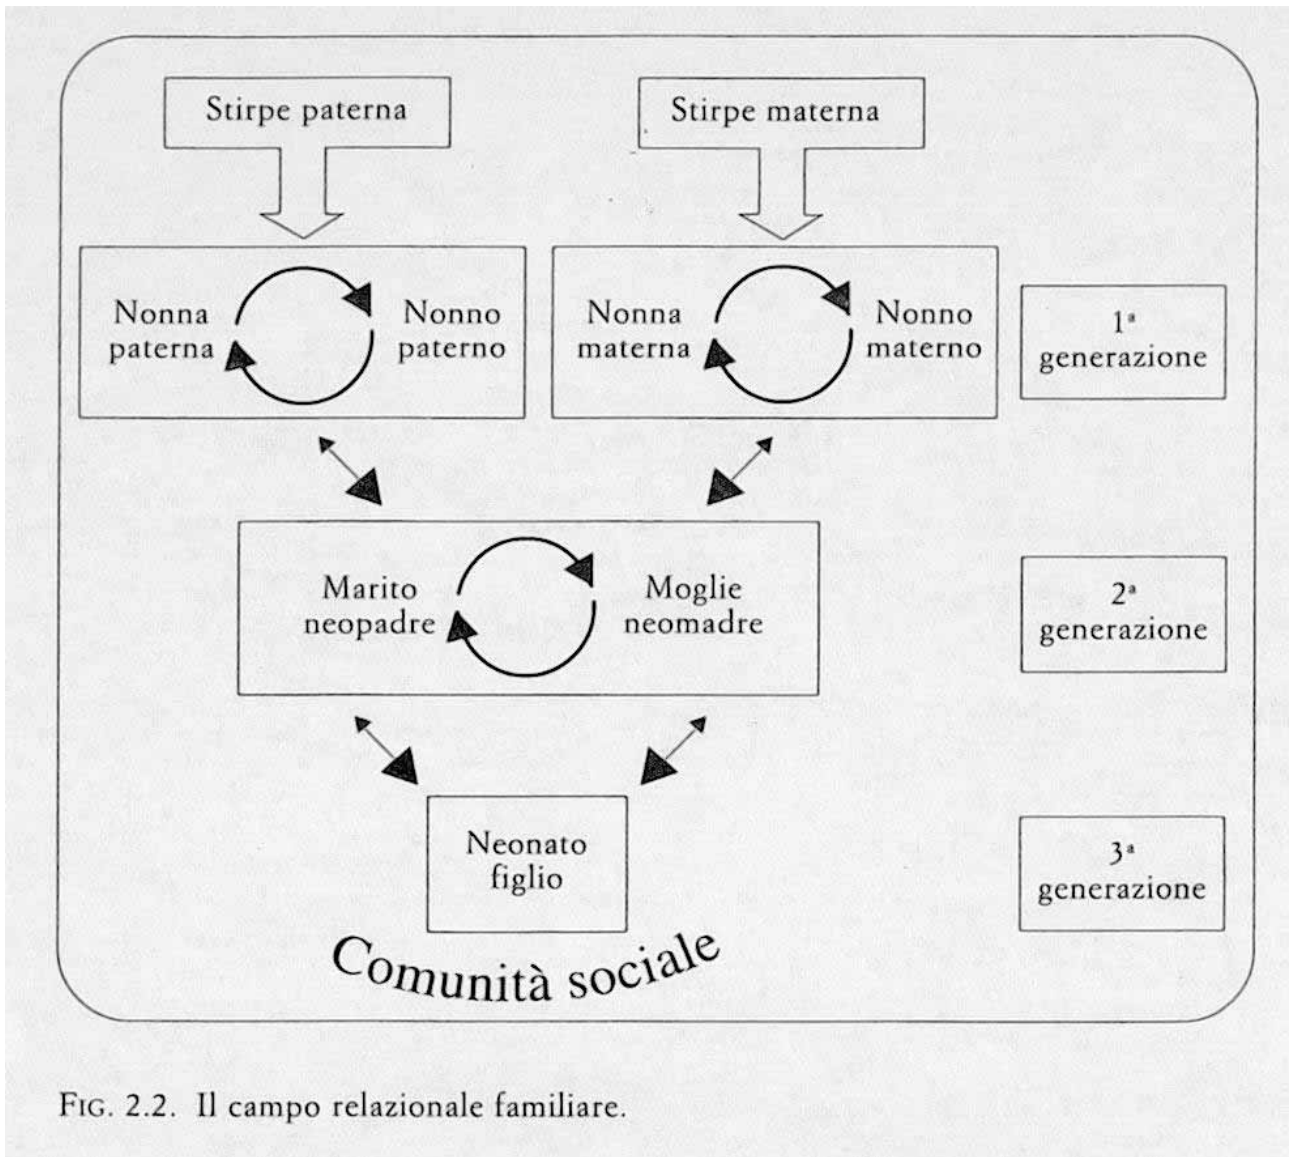 Stirpe paterna
Stirpe materna
Nonna
paterna
Nonno
paterno
Nonna
materna
Nonno
materno
1ª
generazione
Marito
neopadre
Moglie
neomadre
2ª
generazione
Neonato
figlio
3ª
generazione
Comunità sociale
FIG. 2.2. Il campo relazionale familiare.